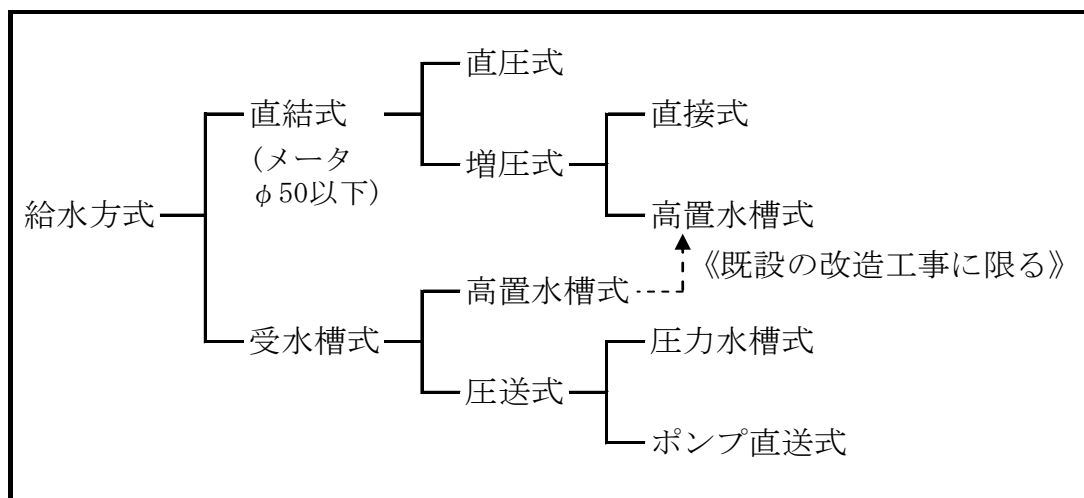 直圧式
直結式
直接式
(メータ
φ50以下)
増圧式
給水方式
高置水槽式
《既設の改造工事に限る》
高置水槽式
受水槽式
圧力水槽式
圧送式
ポンプ直送式